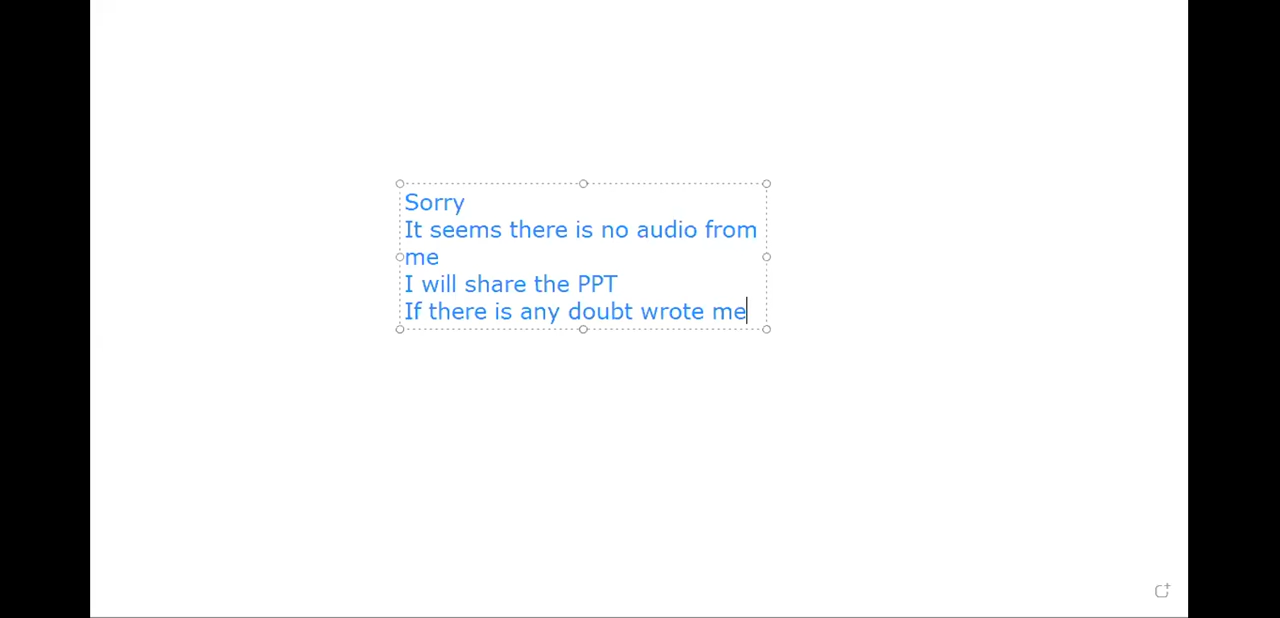 Sorry
It seems there is no audio from
me
I will share the PPT
If there is any doubt wrote me